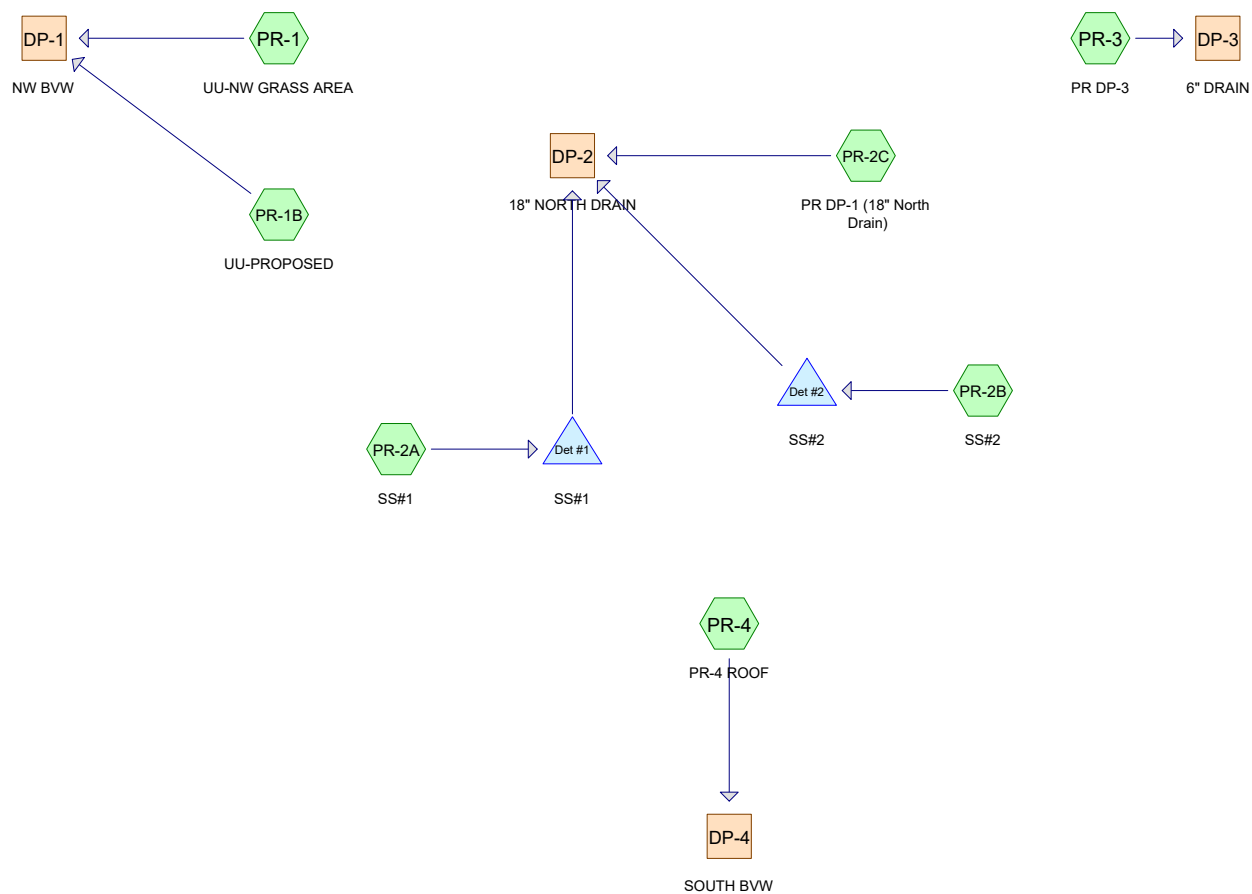 DP-1
NW BVW
PR-1
UU-NW GRASS AREA
PR-3
PR DP-3
DP-3
6" DRAIN
DP-2
18" NORTH DRAIN
PR-2C
PR DP-1 (18" North
Drain)
PR-1B
UU-PROPOSED
Det #2
SS#2
PR-2B
SS#2
PR-2A
SS#1
Det #1
SS#1
PR-4
PR-4 ROOF
DP-4
SOUTH BVW